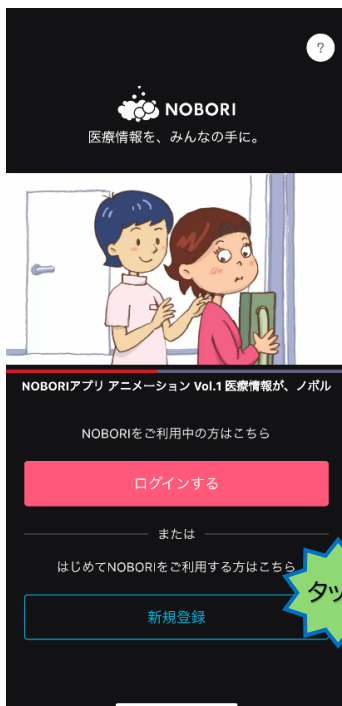 ?
NOBORI
医療情報を、みんなの手に。
NOBORIアプリ アニメーション Vol.1 医療情報が、ノボル
NOBORIをご利用中の方はこちら
ログインする
または
はじめてNOBORIをご利用する方はこちら
タッ
新規登録